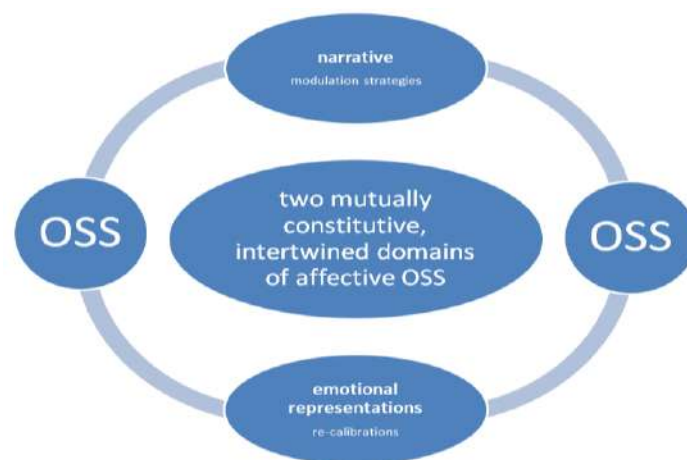 narrative
modulation strategies
OSS
two mutually
constitutive,
intertwined domains
of affective OSS
OSS
emotional
representations
re-calibrations